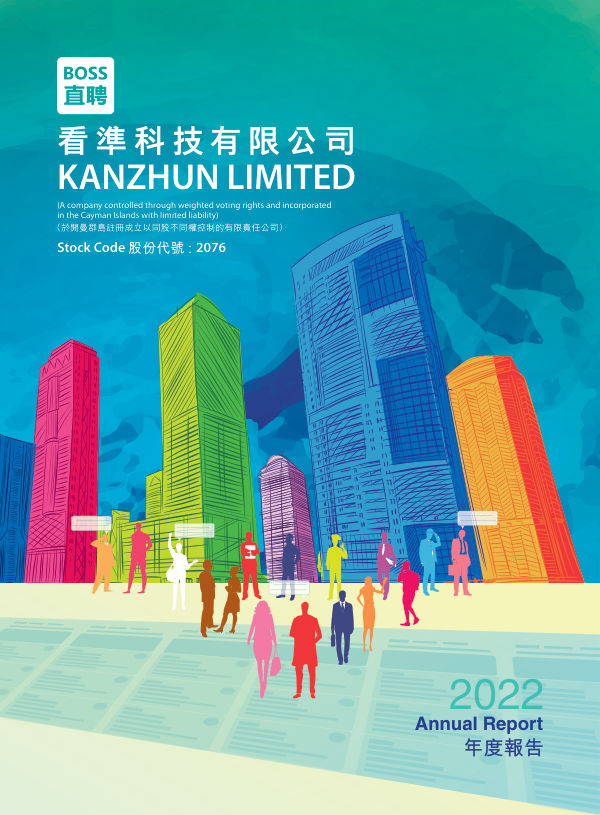 BOSS
直聘
看準科技有限公司
KANZHUN LIMITED
(A company controlled through weighted voting rights and incorporated
in the Cayman Islands with limited liability)
（於開曼群島註冊成立以同股不同權控制的有限責任公司）
Stock Code 股份代號 : 2076
2022
Annual Report
年度報告